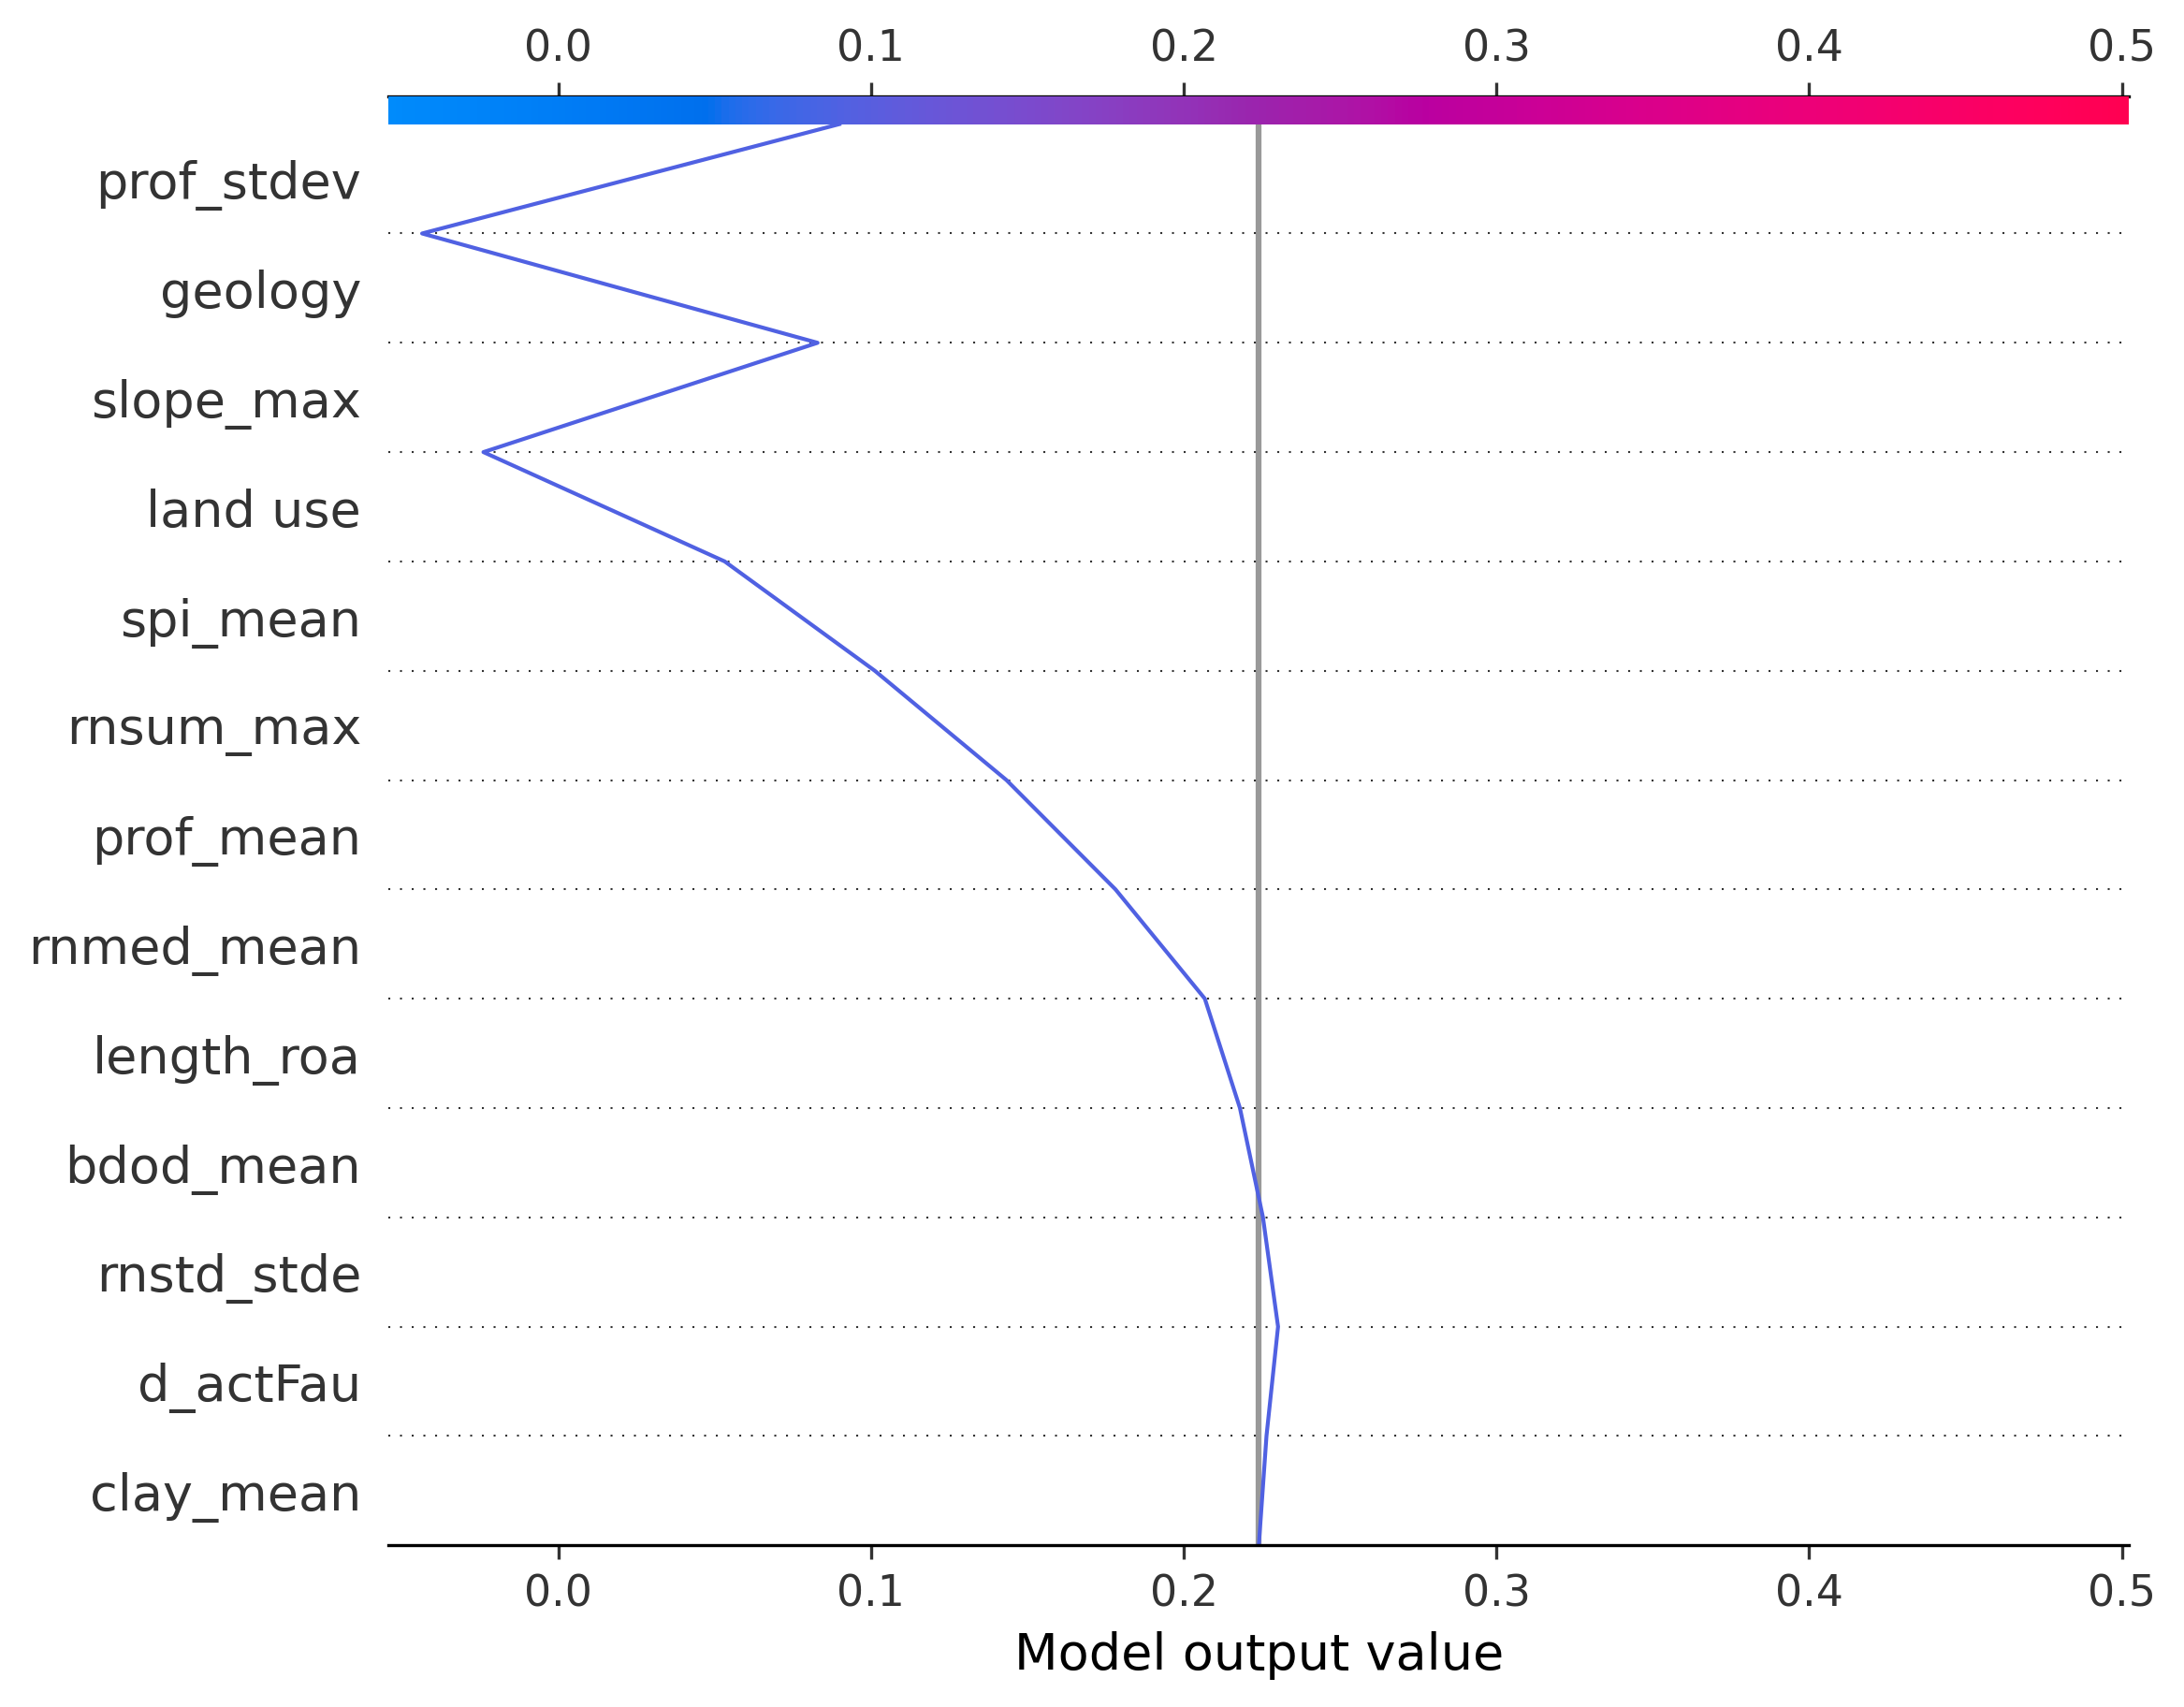 0.0 0.1 0.2 0.3 0.4 0.5
prof_stdev
geology
slope_max
land use
spi_mean
rnsum_max
prof_mean
rnmed_mean
length_roa
bdod_mean
rnstd_stde
d_actFau
clay_mean
0.0 0.1 0.2 0.3 0.4 0.5
Model output value